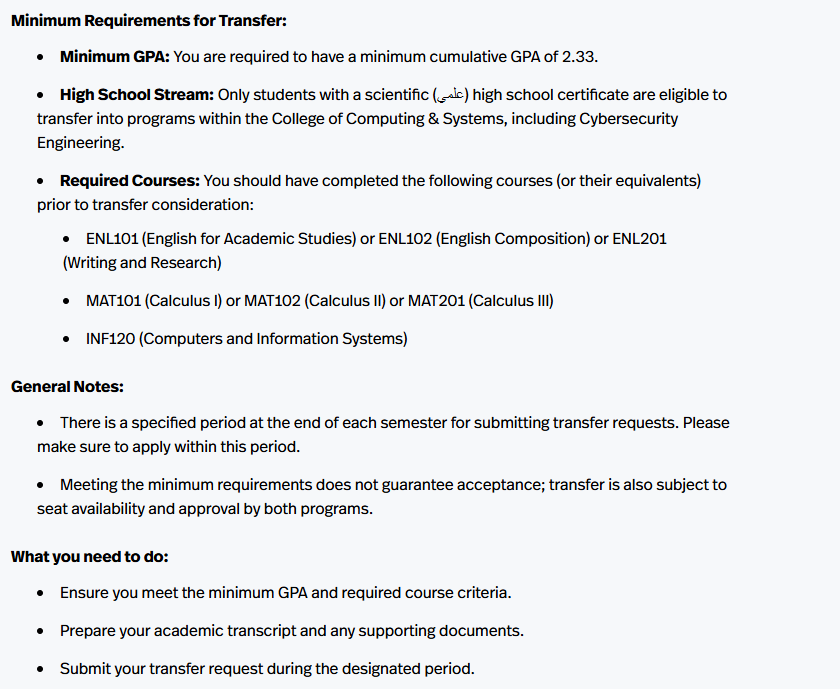 Minimum Requirements for Transfer:
• Minimum GPA: You are required to have a minimum cumulative GPA of 2.33.
• High School Stream: Only students with a scientific (علمي) high school certificate are eligible to
transfer into programs within the College of Computing & Systems, including Cybersecurity
Engineering.
• Required Courses: You should have completed the following courses (or their equivalents)
prior to transfer consideration:
• ENL101 (English for Academic Studies) or ENL102 (English Composition) or ENL201
(Writing and Research)
• MAT101 (Calculus I) or MAT102 (Calculus II) or MAT201 (Calculus III)
• INF120 (Computers and Information Systems)
General Notes:
• There is a specified period at the end of each semester for submitting transfer requests. Please
make sure to apply within this period.
• Meeting the minimum requirements does not guarantee acceptance; transfer is also subject to
seat availability and approval by both programs.
What you need to do:
• Ensure you meet the minimum GPA and required course criteria.
• Prepare your academic transcript and any supporting documents.
• Submit your transfer request during the designated period.